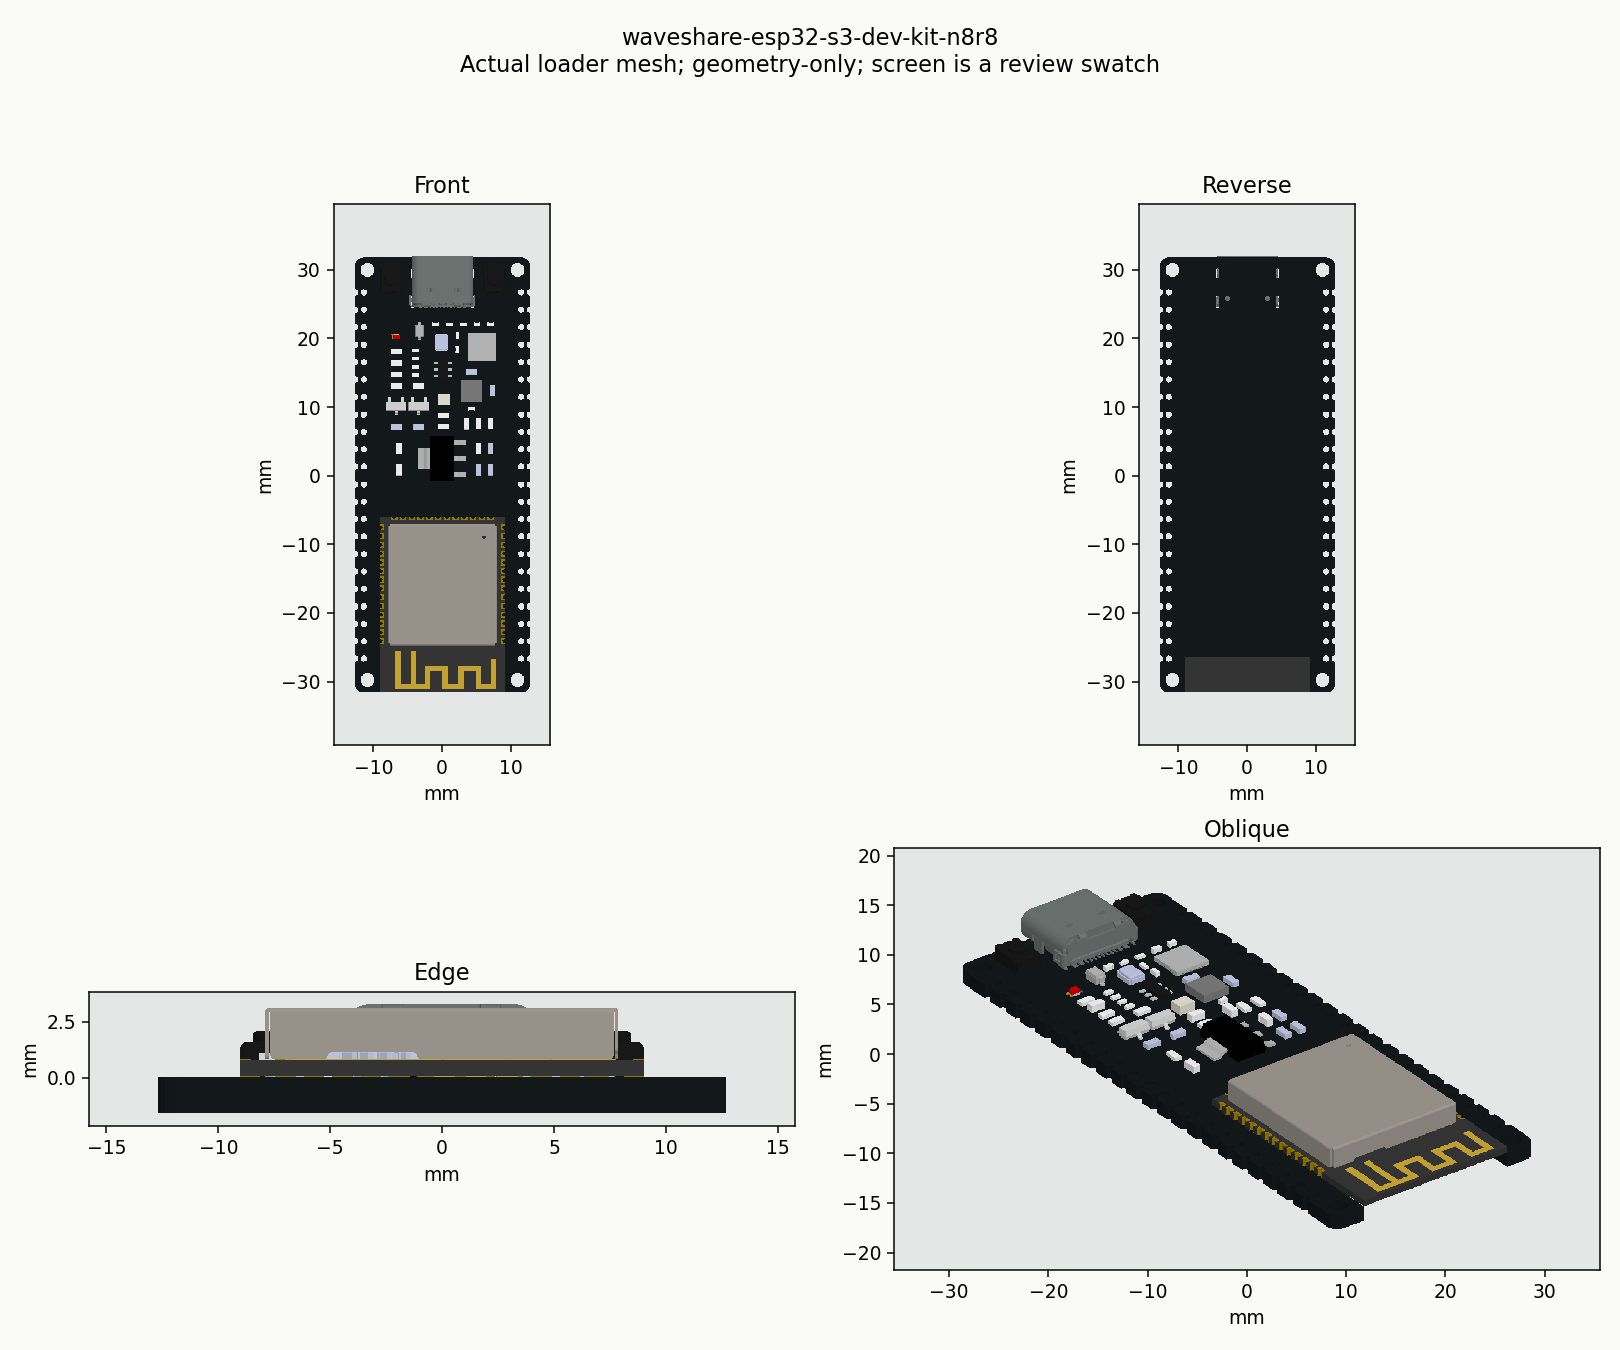 waveshare-esp32-s3-dev-kit-n8r8
Actual loader mesh; geometry-only; screen is a review swatch
Front
30
20
10
0
−10
−20
−30
mm
−10 0 10
mm
Reverse
30
20
10
0
−10
−20
−30
mm
−10 0 10
mm
Edge
2.5
0.0
mm
−15 −10 −5 0 5 10 15
mm
Oblique
20
15
10
5
0
−5
−10
−15
−20
mm
−30 −20 −10 0 10 20 30
mm